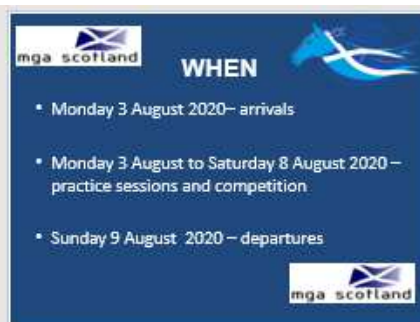 mga scotland
WHEN
• Monday 3 August 2020– arrivals
• Monday 3 August to Saturday 8 August 2020 –
practice sessions and competition
• Sunday 9 August 2020 – departures
mga scotland